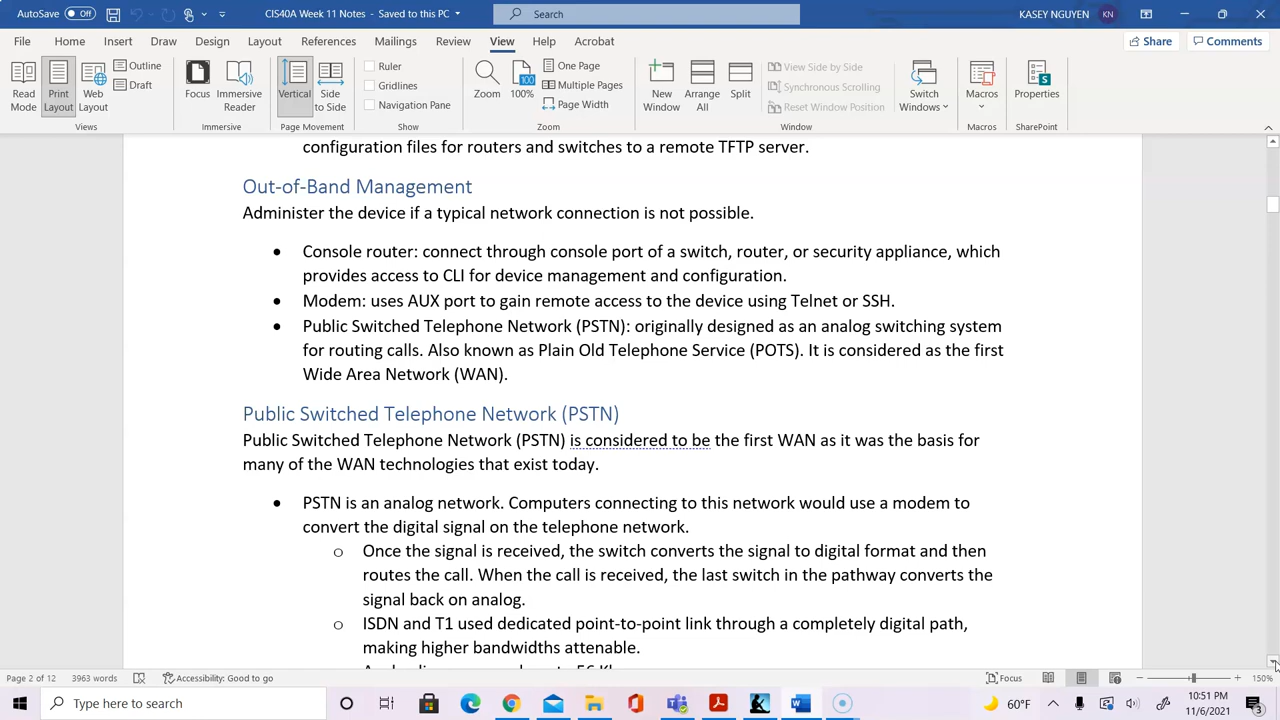 AutoSave Off CIS40A Week 2 Saved to this PC Search KASEY NGUYEN KN
File Home Insert Draw Design Layout References Mailings Review View Help Acrobat Share Comments
Read Mode
Print Layout
Web Layout
Outline
Draft
Views
Focus
Immersive Reader
Immersive
Vertical
Side to Side
Page Movement
Ruler
Gridlines
Navigation Pane
Show
Zoom
100
100%
One Page
Multiple Pages
Page Width
Zoom
New Window
Arrange All
Split
View Side by Side
Synchronous Scrolling
Reset Window Position
Window
Switch Windows
Macros
Macros
Properties
SharePoint
configuration files for routers and switches to a remote TFTP server.
Out-of-Band Management
Administer the device if a typical network connection is not possible.
• Console router: connect through console port of a switch, router, or security appliance, which
provides access to CLI for device management and configuration.
• Modem: uses AUX port to gain remote access to the device using Telnet or SSH.
• Public Switched Telephone Network (PSTN): originally designed as an analog switching system
for routing calls. Also known as Plain Old Telephone Service (POTS). It is considered as the first
Wide Area Network (WAN).
Public Switched Telephone Network (PSTN)
Public Switched Telephone Network (PSTN) is considered to be the first WAN as it was the basis for
many of the WAN technologies that exist today.
• PSTN is an analog network. Computers connecting to this network would use a modem to
convert the digital signal on the telephone network.
o Once the signal is received, the switch converts the signal to digital format and then
routes the call. When the call is received, the last switch in the pathway converts the
signal back on analog.
o ISDN and T1 used dedicated point-to-point link through a completely digital path,
making higher bandwidths attenable.
Page 2 of 12 3963 words Accessibility: Good to go Focus 150%
Type here to search 60°F 10:51 PM
11/6/2021 3